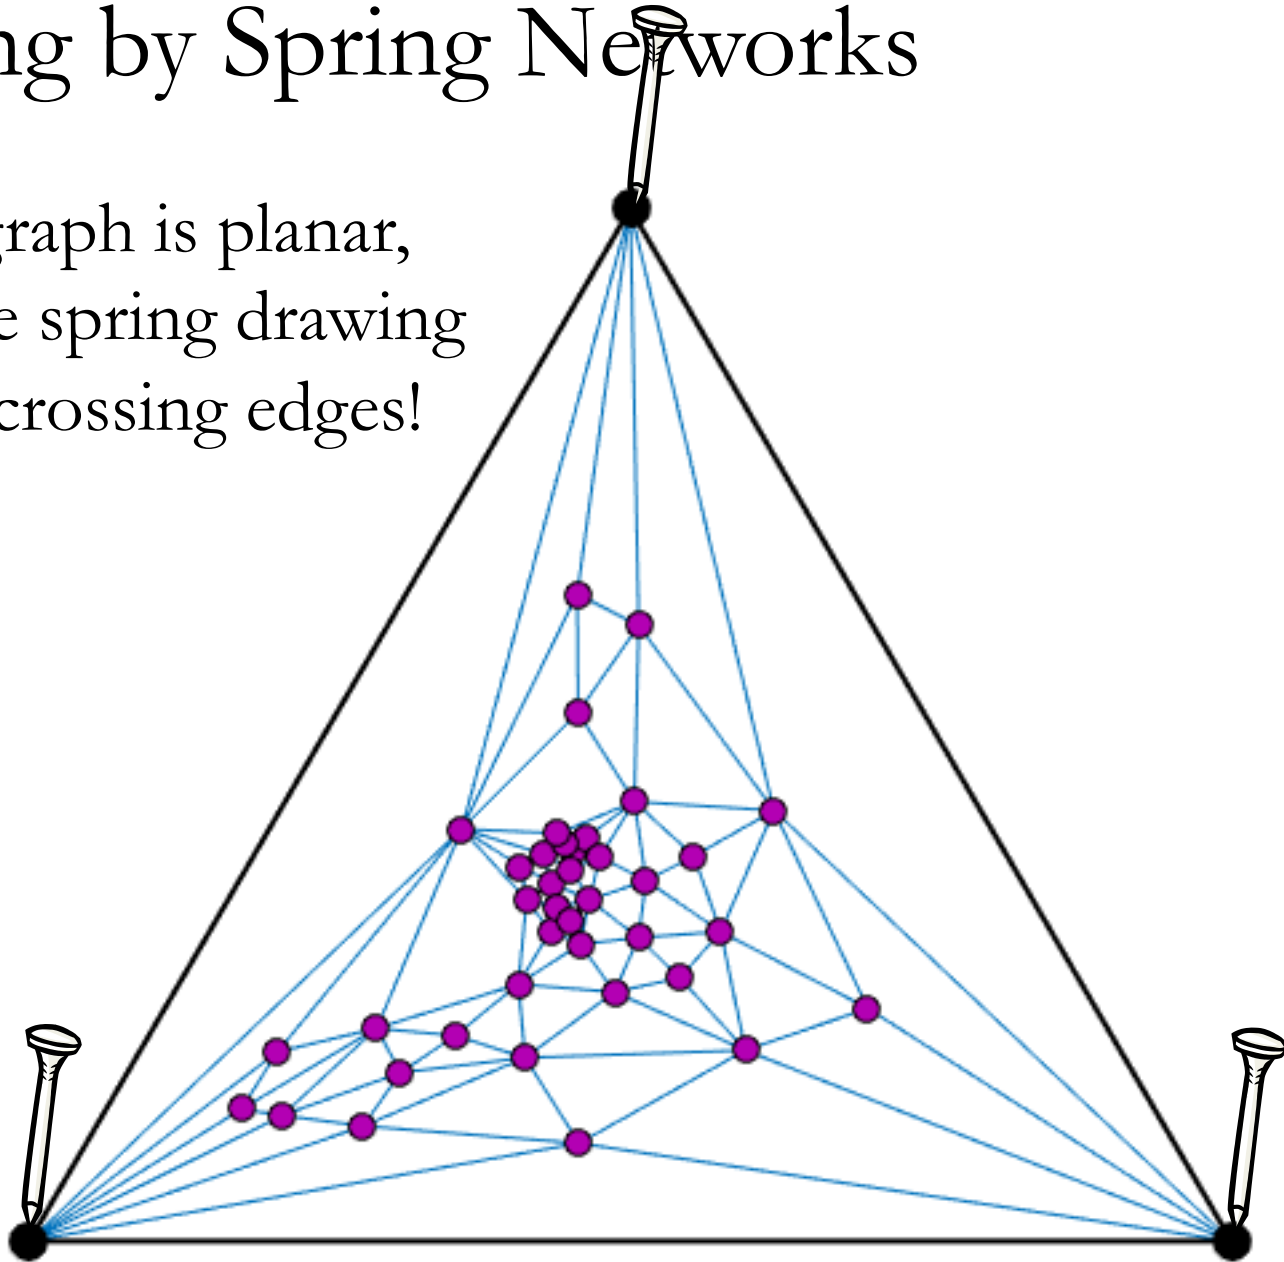 ng by Spring Networks
graph is planar,
e spring drawing
crossing edges!